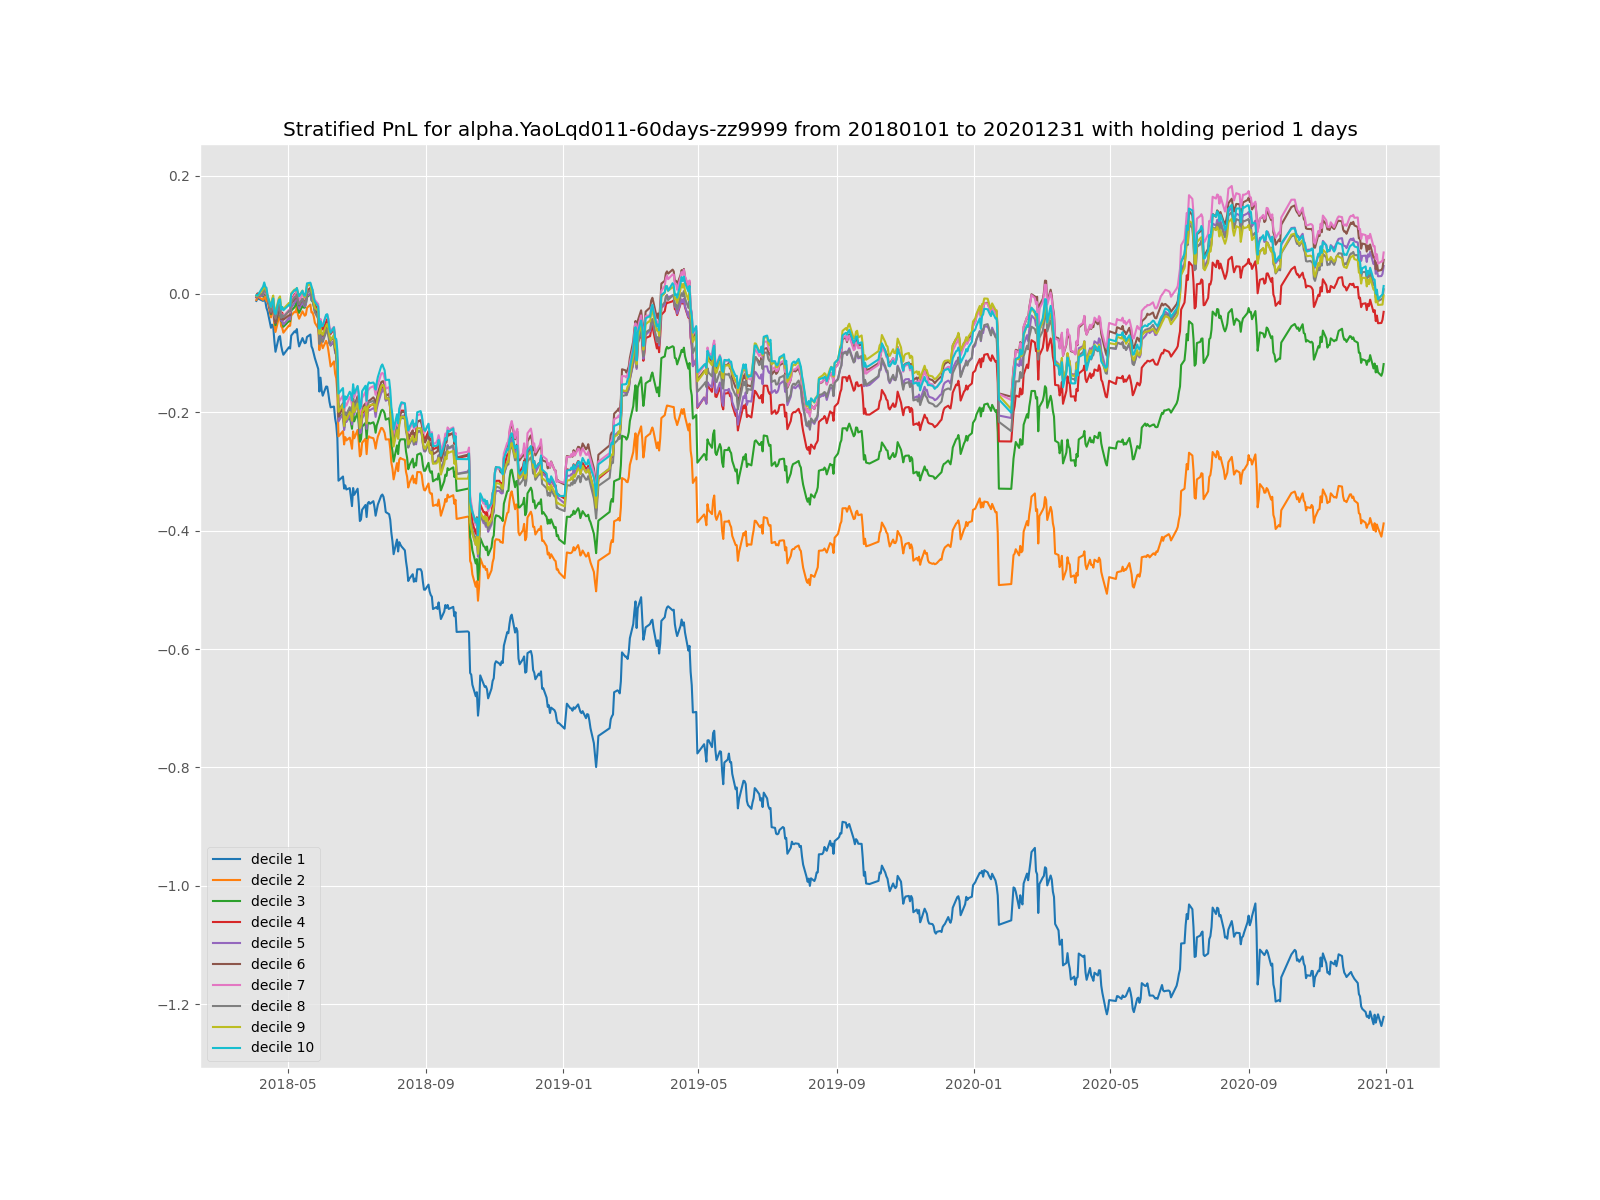 Stratified PnL for alpha.YaoLqd011-60days-zz9999 from 20180101 to 20201231 with holding period 1 days
0.2
0.0
−0.2
−0.4
−0.6
−0.8
−1.0
−1.2
decile 1
decile 2
decile 3
decile 4
decile 5
decile 6
decile 7
decile 8
decile 9
decile 10
2018-05 2018-09 2019-01 2019-05 2019-09 2020-01 2020-05 2020-09 2021-01